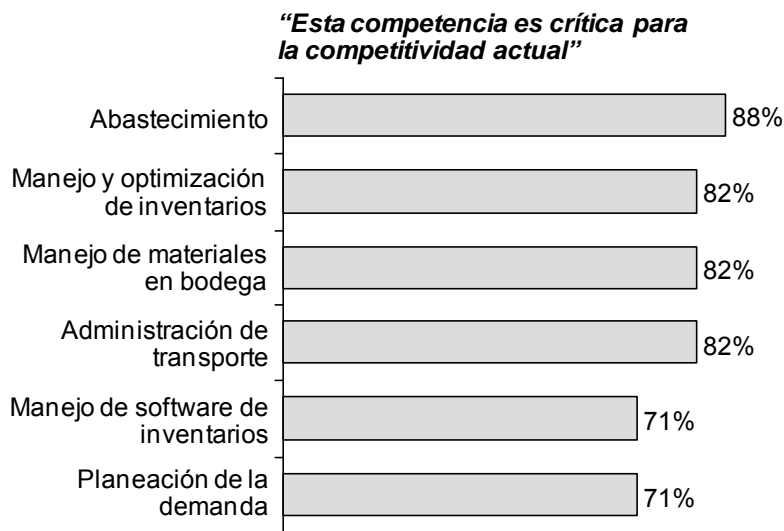 “Esta competencia es crítica para
la competitividad actual”
Abastecimiento
88%
Manejo y optimización
de inventarios
82%
Manejo de materiales
en bodega
82%
Administración de
transporte
82%
Manejo de software de
inventarios
71%
Planeación de la
demanda
71%